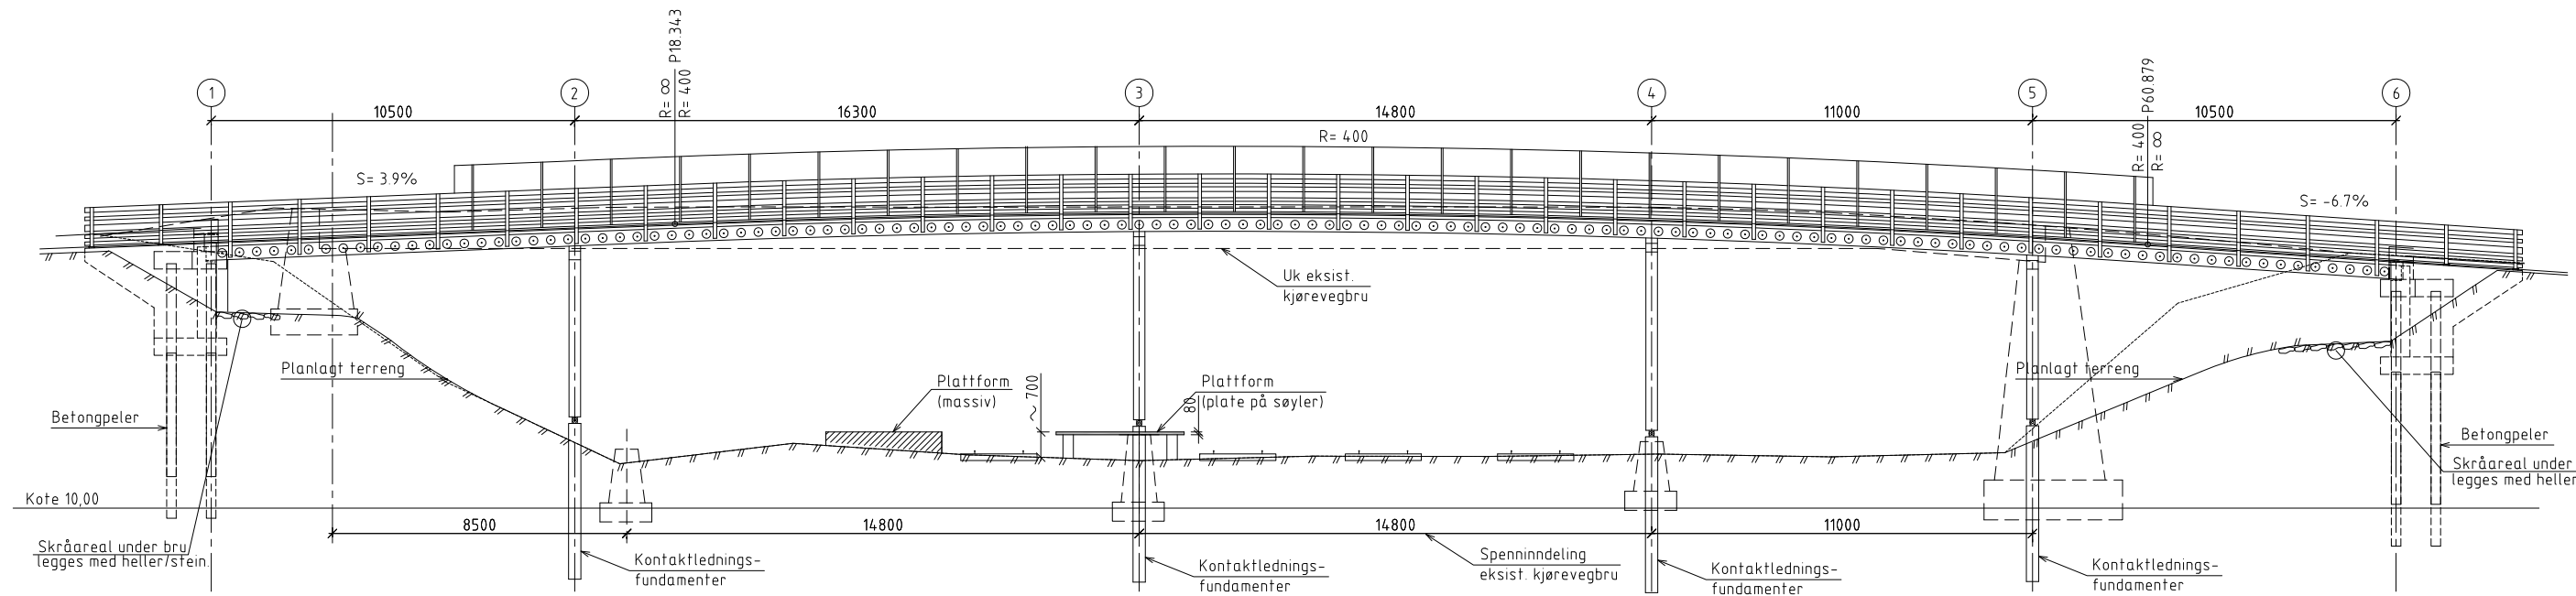 P18.343
R= ∞
R= 400
P60.879
R= 400
R= ∞
1
2
3
4
5
6
10500
16300
14800
11000
10500
R= 400
S= 3.9%
S= -6.7%
Uk eksist.
kjørevegbru
Planlagt terreng
Plattform
(massiv)
~ 700
Plattform
(plate på søyler)
80
Planlagt terreng
Betongpeler
Betongpeler
Skråareal under
legges med heller
Kote 10,00
8500
14800
14800
11000
Skråareal under bru
legges med heller/stein.
Kontaktlednings-
fundamenter
Kontaktlednings-
fundamenter
Spenninndeling
eksist. kjørevegbru
Kontaktlednings-
fundamenter
Kontaktlednings-
fundamenter